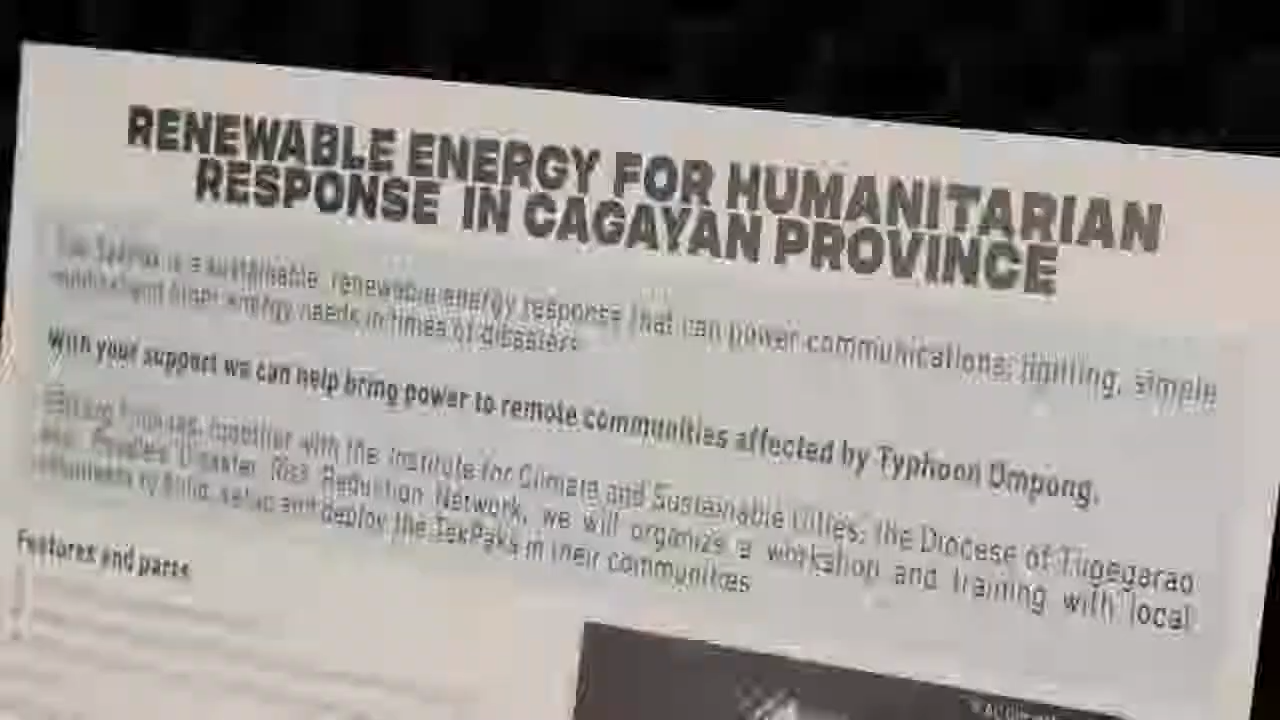 RENEWABLE ENERGY FOR HUMANITARIAN
RESPONSE IN CAGAYAN PROVINCE
is a sustainable, renewable energy response that can power communications, lighting, simple
energy needs in times of disasters
With your support we can help bring power to remote communities affected by Typhoon Ompong.
together with the Institute for Climate and Sustainable Cities, the Diocese of Tugegarao
Disaster Risk Reduction Network, we will organize a workshop and training with local
to build, setup and deploy the TekPaks in their communities
Features and parts